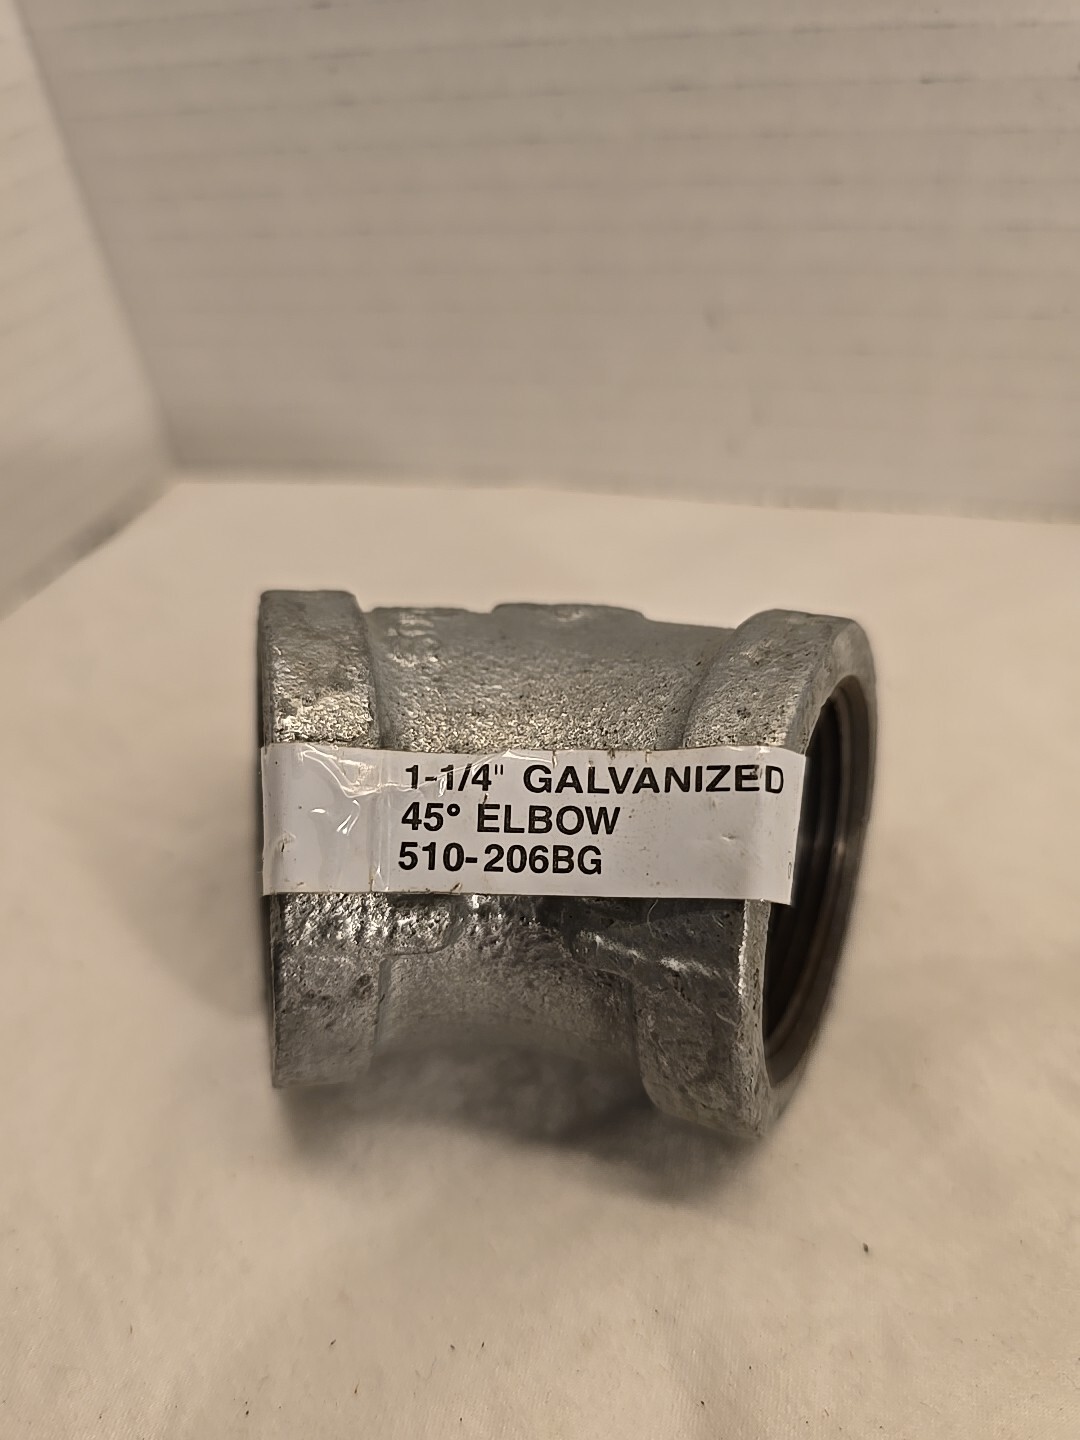 1-1/4" GALVANIZED
45° ELBOW
510-206BG